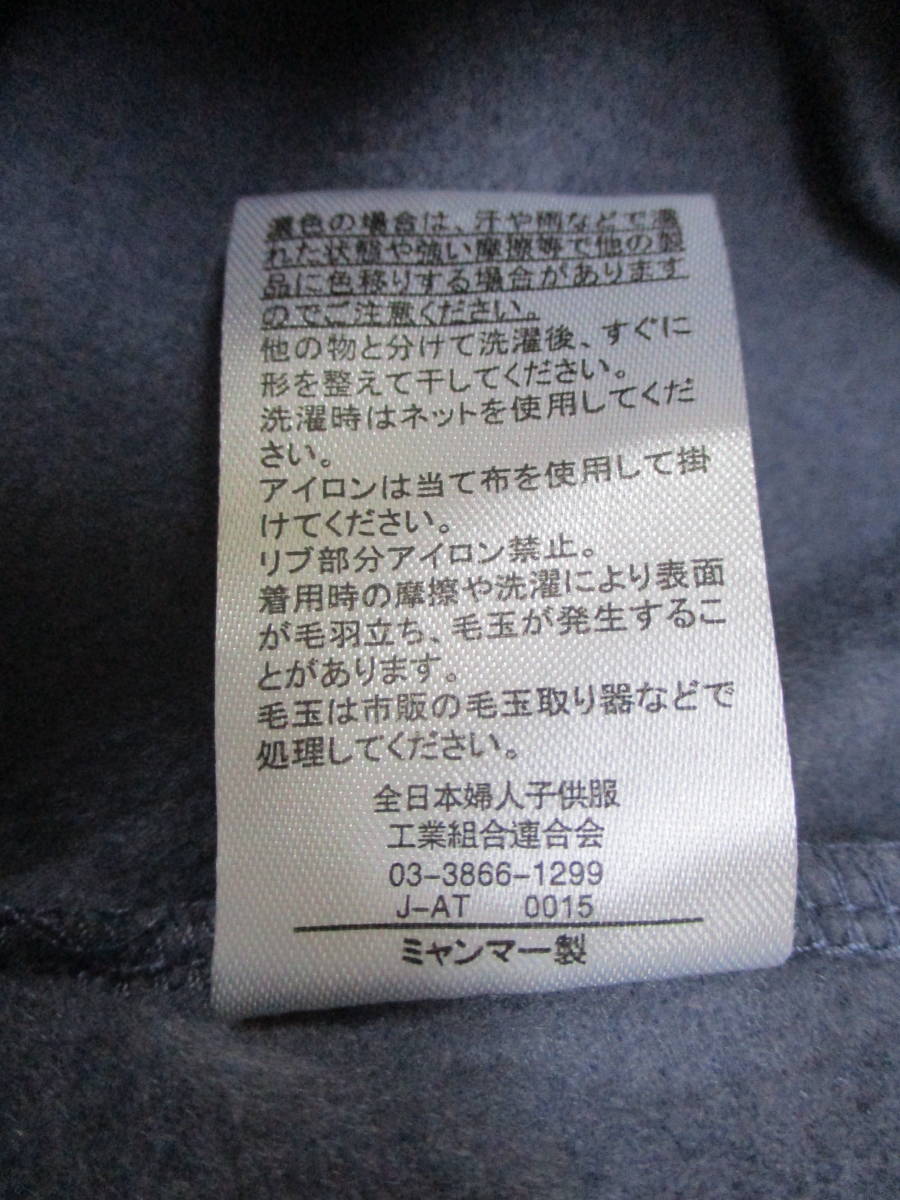 濃色の場合は、汗や雨などで濡
れた状態や強い摩擦等で他の製
品に色移りする場合があります
のでご注意ください。
他の物と分けて洗濯後、すぐに
形を整えて干してください。
洗濯時はネットを使用してくだ
さい。
アイロンは当て布を使用して掛
けてください。
リブ部分アイロン禁止。
着用時の摩擦や洗濯により表面
が毛羽立ち、毛玉が発生するこ
とがあります。
毛玉は市販の毛玉取り器などで
処理してください。
全日本婦人子供服
工業組合連合会
03-3866-1299
J-AT 0015
ミャンマー製